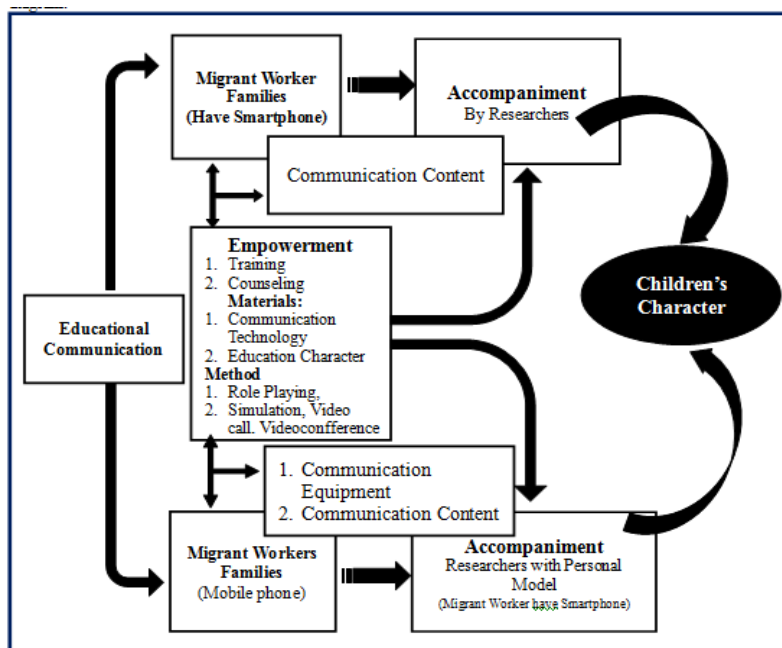 Migrant Worker
Families
(Have Smartphone)
Accompaniment
By Researchers
Communication Content
Empowerment
1. Training
2. Counseling
Materials:
1. Communication
Technology
2. Education Character
Method
1. Role Playing,
2. Simulation, Video
call. Videoconfference
Educational
Communication
Children's
Character
1. Communication
Equipment
2. Communication Content
Migrant Workers
Families
(Mobile phone)
Accompaniment
Researchers with Personal
Model
(Migrant Worker have Smartphone)